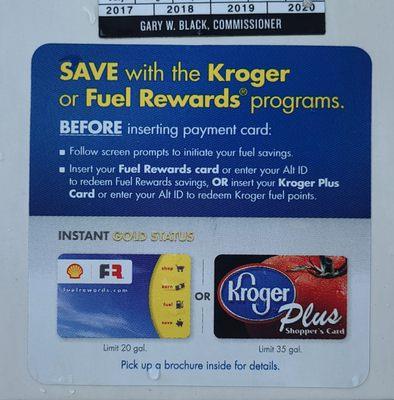 2017 2018 2019 2020
GARY W. BLACK, COMMISSIONER
SAVE with the Kroger
or Fuel Rewards® programs.
BEFORE inserting payment card:
▪ Follow screen prompts to initiate your fuel savings.
▪ Insert your Fuel Rewards card or enter your Alt ID
to redeem Fuel Rewards savings, OR insert your Kroger Plus
Card or enter your Alt ID to redeem Kroger fuel points.
INSTANT GOLD STATUS
FR
fuelrewards.com
shop
earn
fuel
save
Limit 20 gal.
OR
Kroger
Plus
Shopper's Card
Limit 35 gal.
Pick up a brochure inside for details.